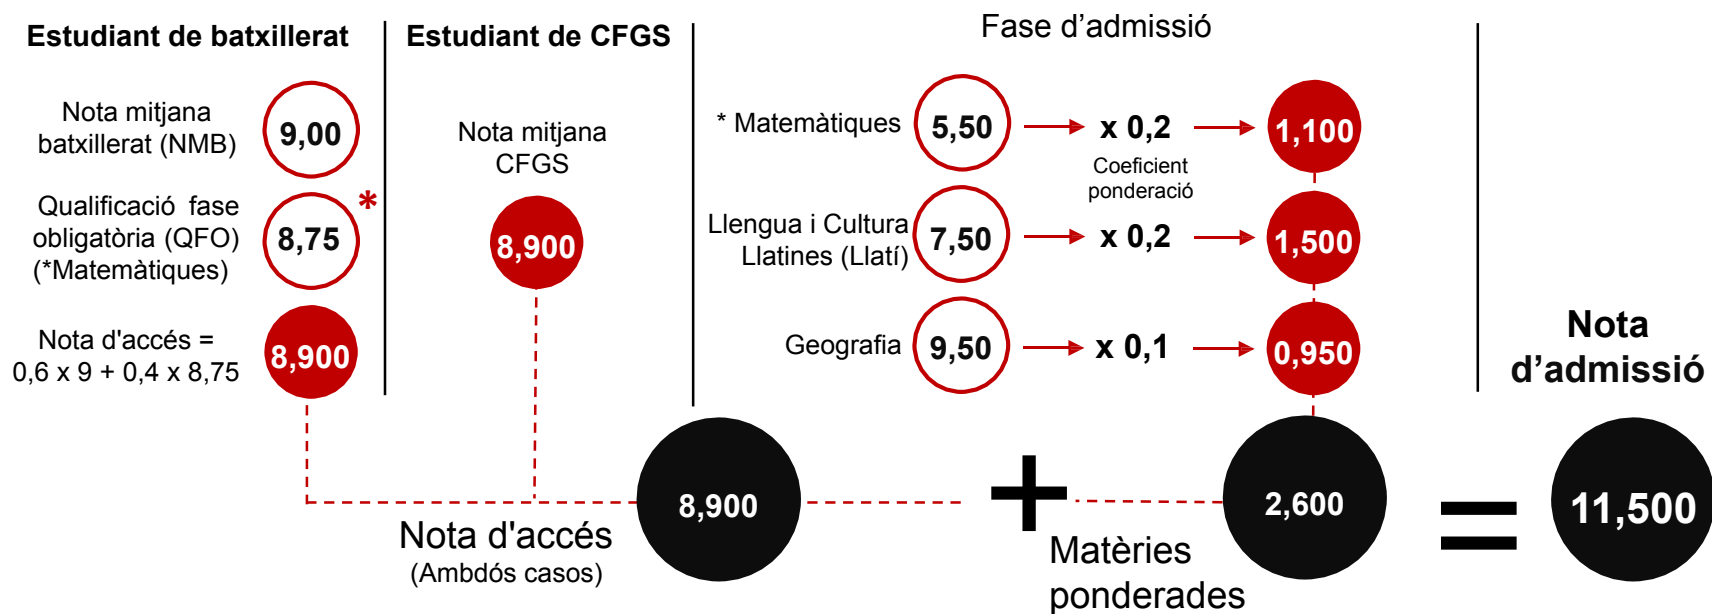 Estudiant de batxillerat
Nota mitjana
batxillerat (NMB)
9,00
Qualificació fase
obligatòria (QFO)
(*Matemàtiques)
8,75
*
Nota d'accés =
0,6 x 9 + 0,4 x 8,75
8,900
Estudiant de CFGS
Nota mitjana
CFGS
8,900
Fase d’admissió
* Matemàtiques
5,50
x 0,2
1,100
Coeficient
ponderació
Llengua i Cultura
Llatines (Llatí)
7,50
x 0,2
1,500
Geografia
9,50
x 0,1
0,950
Nota
d’admissió
8,900
+
2,600
=
11,500
Nota d'accés
(Ambdós casos)
Matèries
ponderades